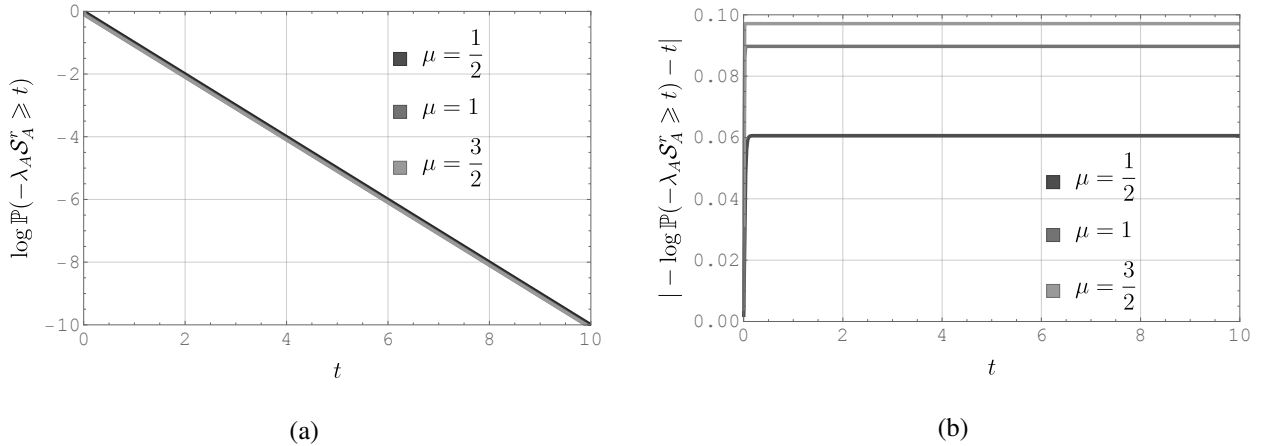 log ℙ(−λ_A 𝒮^r_A ⩾ t)
0
-2
-4
-6
-8
-10
μ = 1/2
μ = 1
μ = 3/2
0 2 4 6 8 10
t
(a)
| − log ℙ(−λ_A 𝒮^r_A ⩾ t) − t|
0.10
0.08
0.06
0.04
0.02
0.00
μ = 1/2
μ = 1
μ = 3/2
0 2 4 6 8 10
t
(b)